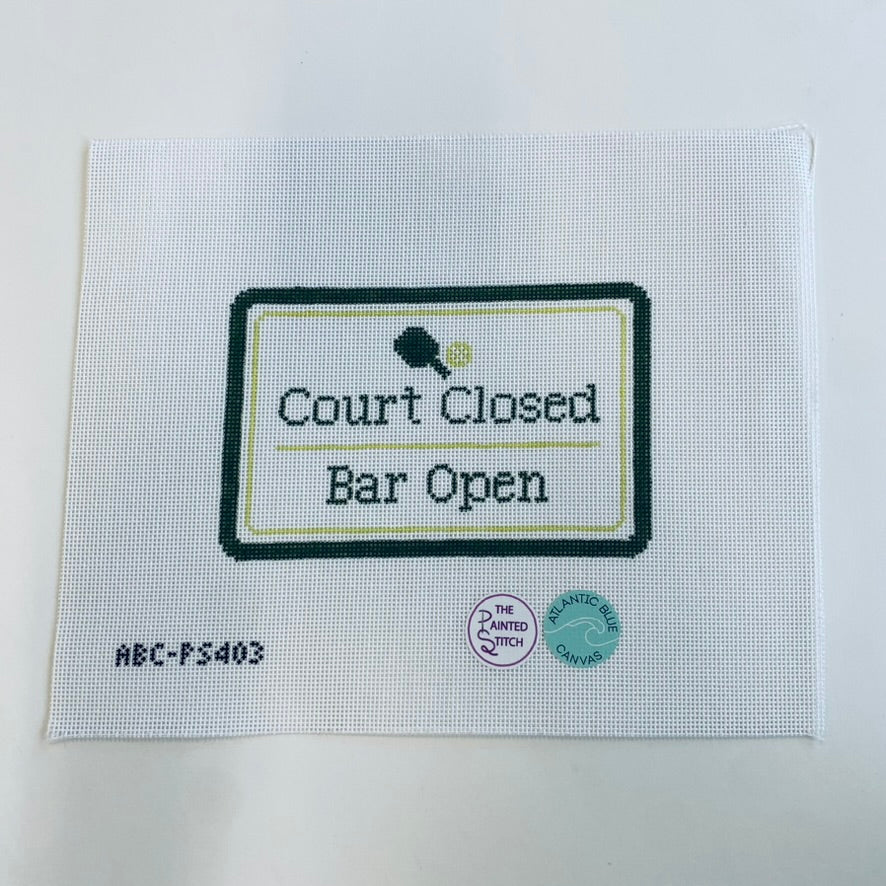 Court Closed
Bar Open
THE
PAINTED
STITCH
ATLANTIC BLUE
CANVAS
ABC-PS403